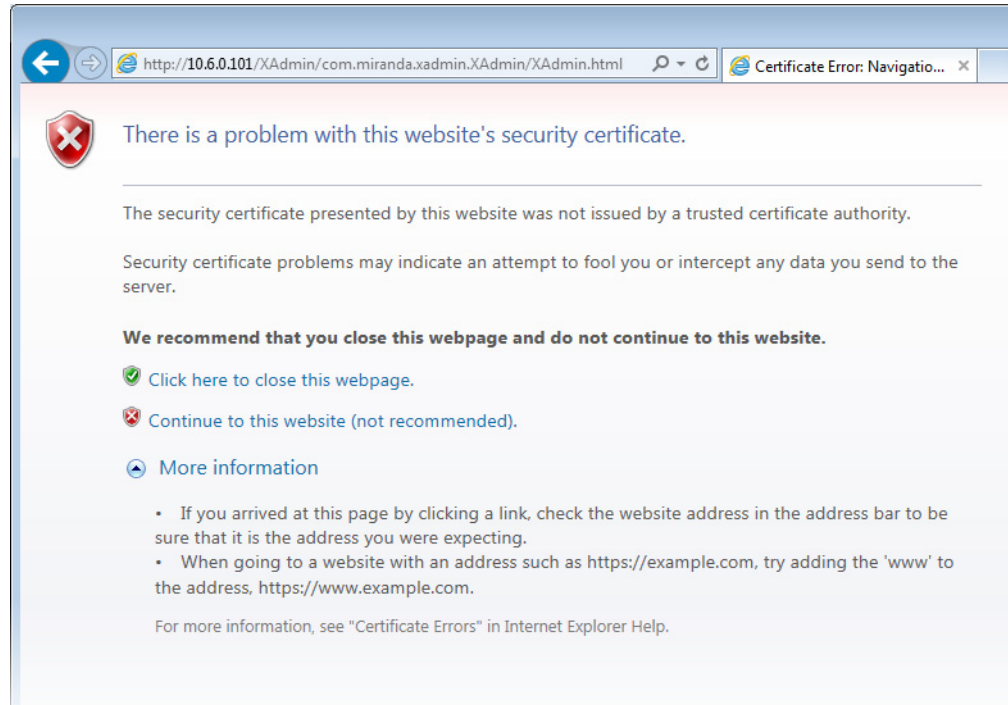 http://10.6.0.101/XAdmin/com.miranda.xadmin.XAdmin/XAdmin.html
Certificate Error: Navigatio...
There is a problem with this website's security certificate.
The security certificate presented by this website was not issued by a trusted certificate authority.
Security certificate problems may indicate an attempt to fool you or intercept any data you send to the
server.
We recommend that you close this webpage and do not continue to this website.
Click here to close this webpage.
Continue to this website (not recommended).
More information
• If you arrived at this page by clicking a link, check the website address in the address bar to be
sure that it is the address you were expecting.
• When going to a website with an address such as https://example.com, try adding the 'www' to
the address, https://www.example.com.
For more information, see "Certificate Errors" in Internet Explorer Help.